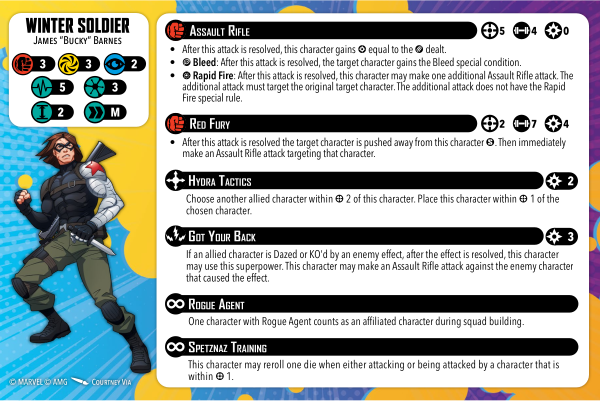 WINTER SOLDIER
JAMES "BUCKY" BARNES
3 3 2
5 3
2 M
© MARVEL © AMG COURTNEY VIA
ASSAULT RIFLE 5 4 0
• After this attack is resolved, this character gains equal to the dealt.
• Bleed: After this attack is resolved, the target character gains the Bleed special condition.
• Rapid Fire: After this attack is resolved, this character may make one additional Assault Rifle attack. The
additional attack must target the original target character. The additional attack does not have the Rapid
Fire special rule.
RED FURY 2 7 4
• After this attack is resolved the target character is pushed away from this character S. Then immediately
make an Assault Rifle attack targeting that character.
HYDRA TACTICS 2
Choose another allied character within 2 of this character. Place this character within 1 of the
chosen character.
GOT YOUR BACK 3
If an allied character is Dazed or KO'd by an enemy effect, after the effect is resolved, this character
may use this superpower. This character may make an Assault Rifle attack against the enemy character
that caused the effect.
ROGUE AGENT
One character with Rogue Agent counts as an affiliated character during squad building.
SPETZNAZ TRAINING
This character may reroll one die when either attacking or being attacked by a character that is
within 1.